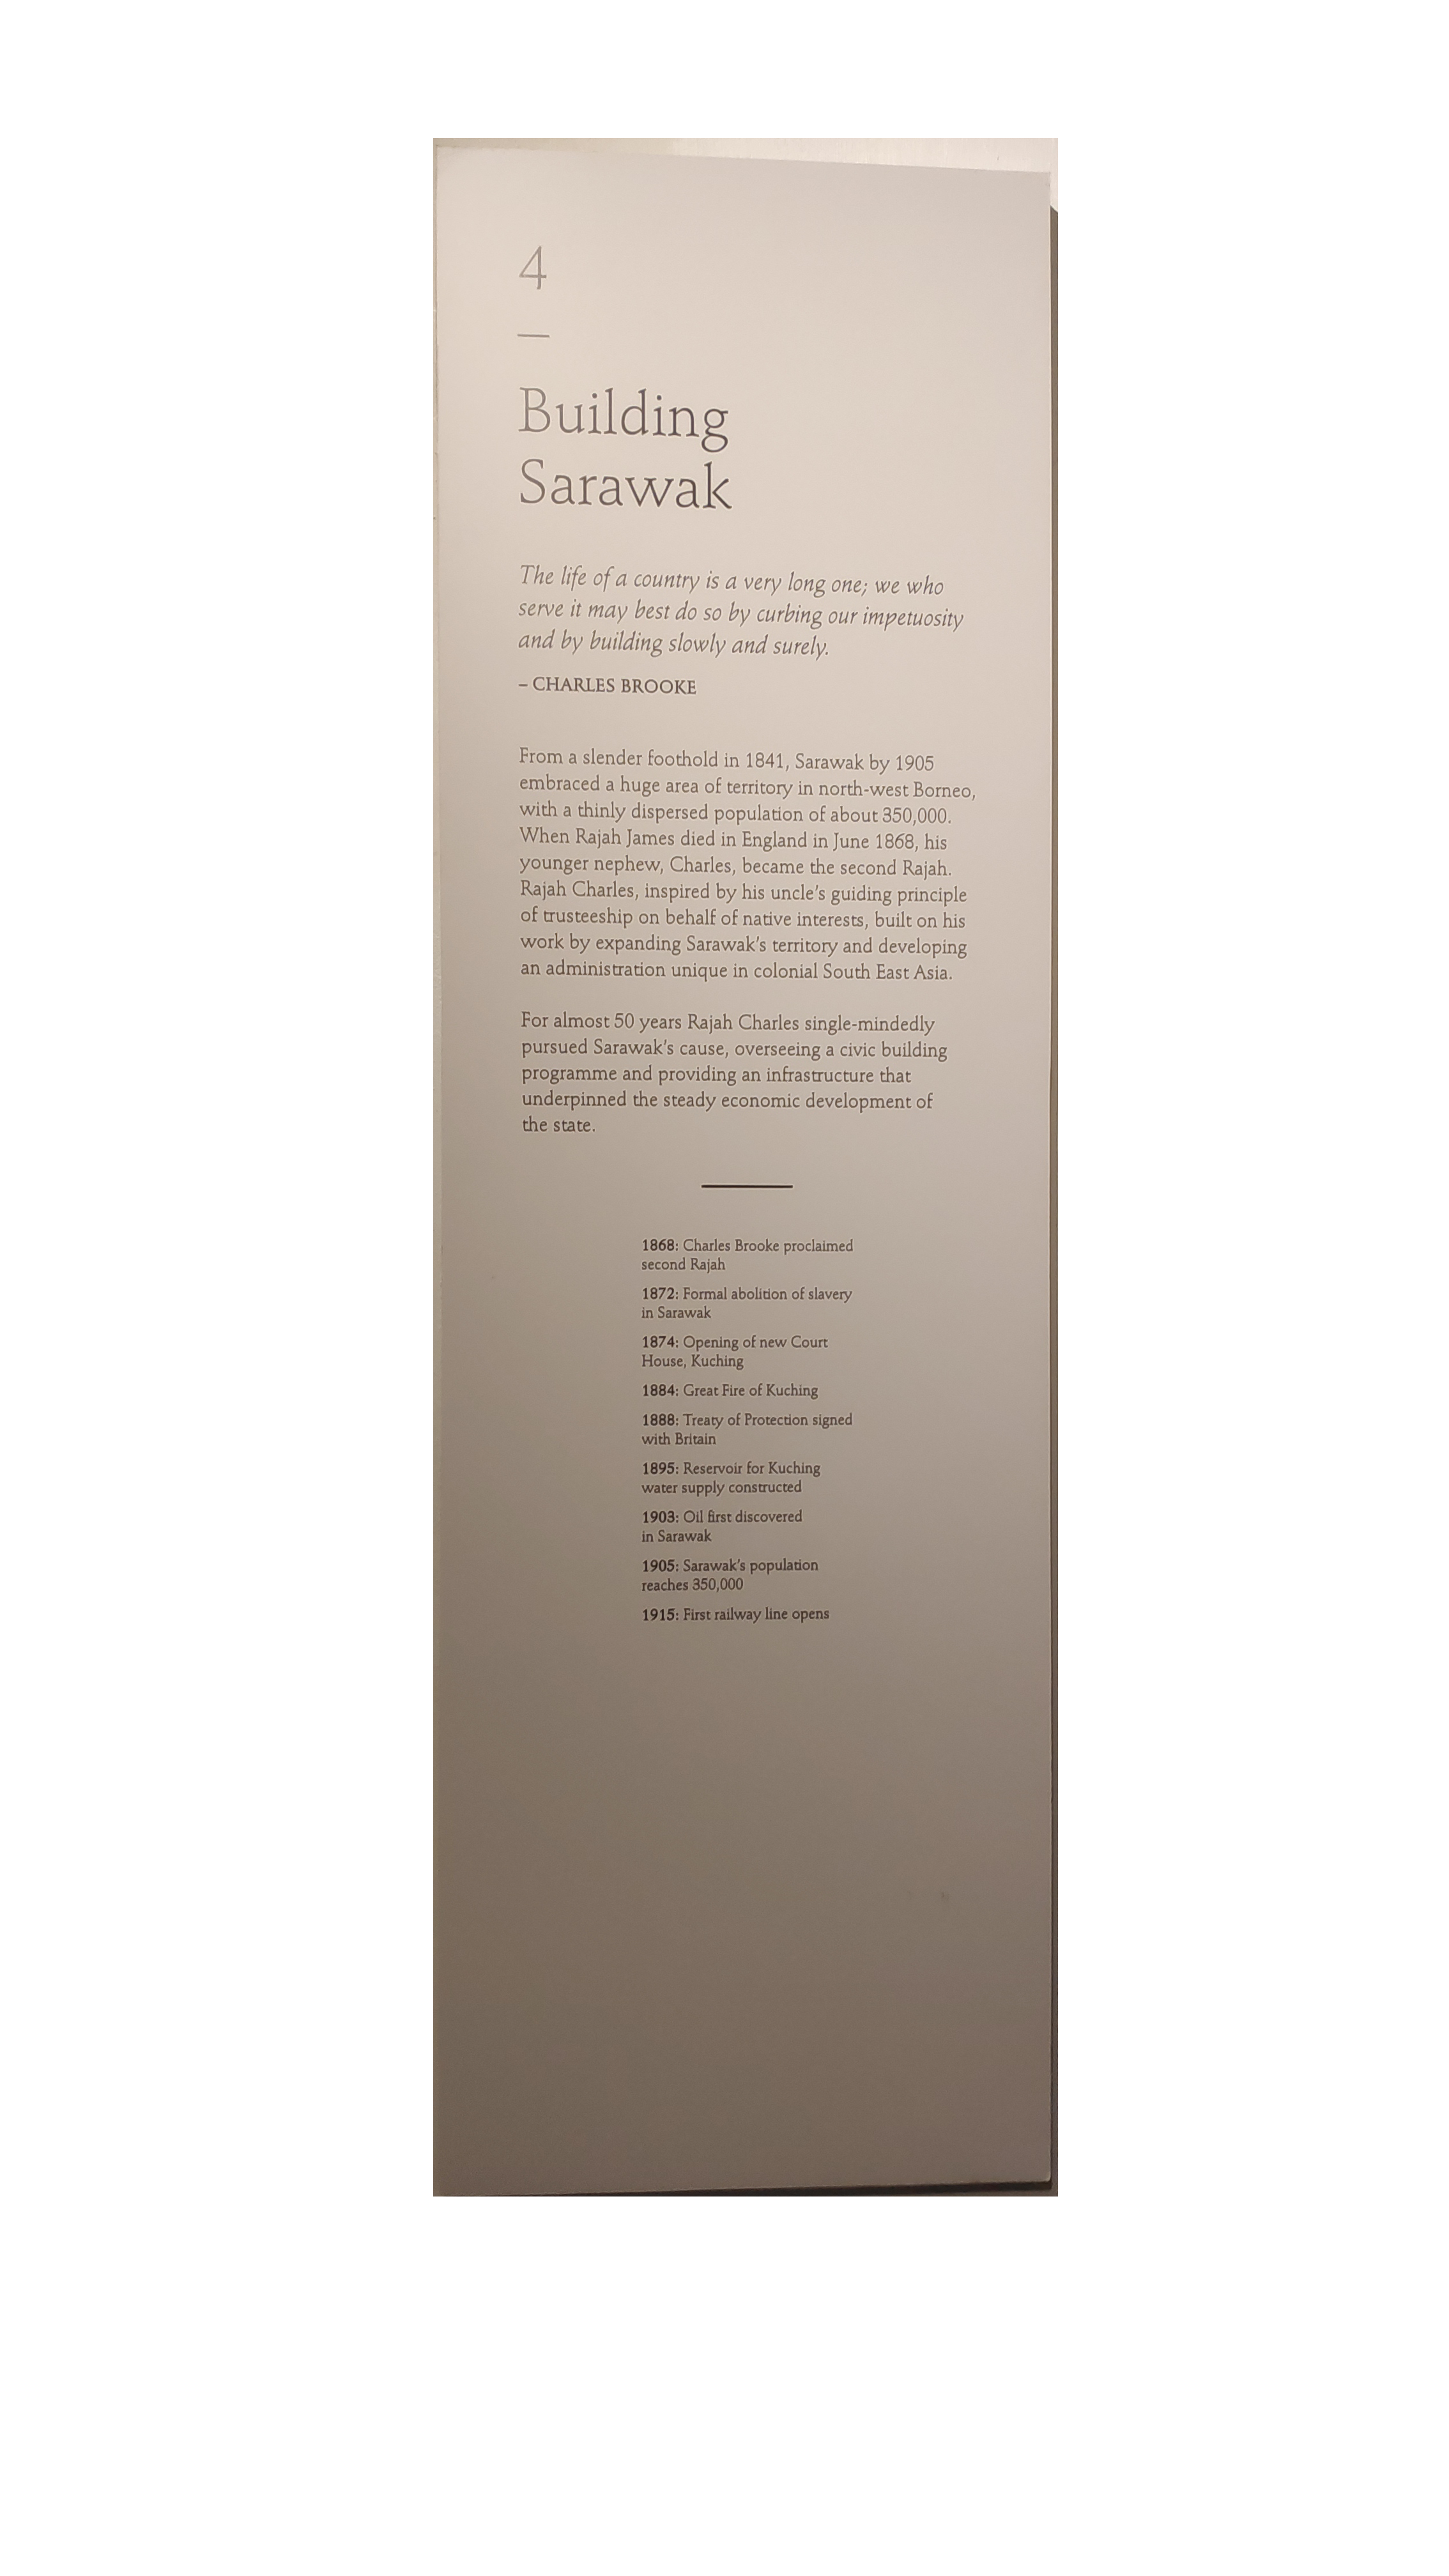 4
—
Building
Sarawak
The life of a country is a very long one; we who
serve it may best do so by curbing our impetuosity
and by building slowly and surely.
– CHARLES BROOKE
From a slender foothold in 1841, Sarawak by 1905
embraced a huge area of territory in north-west Borneo,
with a thinly dispersed population of about 350,000.
When Rajah James died in England in June 1868, his
younger nephew, Charles, became the second Rajah.
Rajah Charles, inspired by his uncle's guiding principle
of trusteeship on behalf of native interests, built on his
work by expanding Sarawak's territory and developing
an administration unique in colonial South East Asia.
For almost 50 years Rajah Charles single-mindedly
pursued Sarawak's cause, overseeing a civic building
programme and providing an infrastructure that
underpinned the steady economic development of
the state.
1868: Charles Brooke proclaimed
second Rajah
1872: Formal abolition of slavery
in Sarawak
1874: Opening of new Court
House, Kuching
1884: Great Fire of Kuching
1888: Treaty of Protection signed
with Britain
1895: Reservoir for Kuching
water supply constructed
1903: Oil first discovered
in Sarawak
1905: Sarawak's population
reaches 350,000
1915: First railway line opens